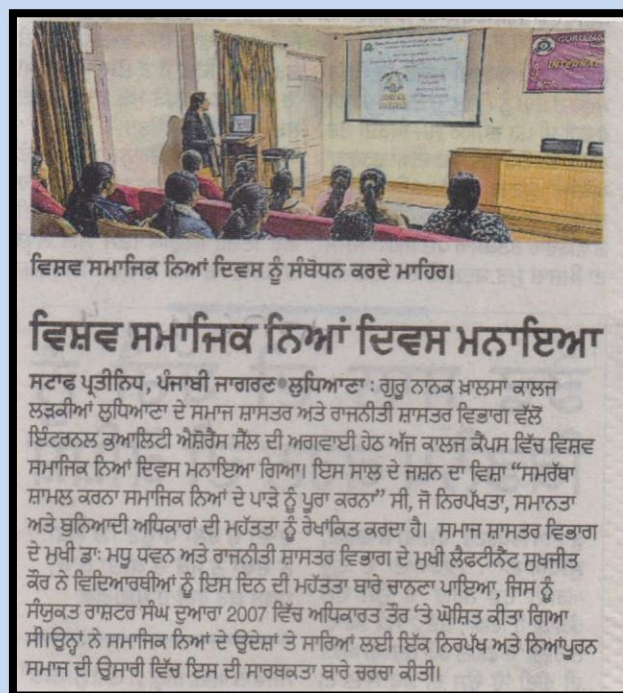 INTERNAL
ਵਿਸ਼ਵ ਸਮਾਜਿਕ ਨਿਆਂ ਦਿਵਸ ਨੂੰ ਸੰਬੋਧਨ ਕਰਦੇ ਮਾਹਿਰ।
ਵਿਸ਼ਵ ਸਮਾਜਿਕ ਨਿਆਂ ਦਿਵਸ ਮਨਾਇਆ
ਸਟਾਫ ਪ੍ਰਤੀਨਿਧ, ਪੰਜਾਬੀ ਜਾਗਰਣ•ਲੁਧਿਆਣਾ : ਗੁਰੂ ਨਾਨਕ ਖ਼ਾਲਸਾ ਕਾਲਜ
ਲੜਕੀਆਂ ਲੁਧਿਆਣਾ ਦੇ ਸਮਾਜ ਸ਼ਾਸਤਰ ਅਤੇ ਰਾਜਨੀਤੀ ਸ਼ਾਸਤਰ ਵਿਭਾਗ ਵੱਲੋਂ
ਇੰਟਰਨਲ ਕੁਆਲਿਟੀ ਐਸ਼ੋਰੈਂਸ ਸੈੱਲ ਦੀ ਅਗਵਾਈ ਹੇਠ ਅੱਜ ਕਾਲਜ ਕੈਂਪਸ ਵਿੱਚ ਵਿਸ਼ਵ
ਸਮਾਜਿਕ ਨਿਆਂ ਦਿਵਸ ਮਨਾਇਆ ਗਿਆ। ਇਸ ਸਾਲ ਦੇ ਜਸ਼ਨ ਦਾ ਵਿਸ਼ਾ “ਸਮਰੱਥਾ
ਸ਼ਾਮਲ ਕਰਨਾ ਸਮਾਜਿਕ ਨਿਆਂ ਦੇ ਪਾੜੇ ਨੂੰ ਪੂਰਾ ਕਰਨਾ” ਸੀ, ਜੋ ਨਿਰਪੱਖਤਾ, ਸਮਾਨਤਾ
ਅਤੇ ਬੁਨਿਆਦੀ ਅਧਿਕਾਰਾਂ ਦੀ ਮਹੱਤਤਾ ਨੂੰ ਰੇਖਾਂਕਿਤ ਕਰਦਾ ਹੈ। ਸਮਾਜ ਸ਼ਾਸਤਰ ਵਿਭਾਗ
ਦੇ ਮੁਖੀ ਡਾ: ਮਧੂ ਧਵਨ ਅਤੇ ਰਾਜਨੀਤੀ ਸ਼ਾਸਤਰ ਵਿਭਾਗ ਦੇ ਮੁਖੀ ਲੈਫਟੀਨੈਂਟ ਸੁਖਜੀਤ
ਕੌਰ ਨੇ ਵਿਦਿਆਰਥੀਆਂ ਨੂੰ ਇਸ ਦਿਨ ਦੀ ਮਹੱਤਤਾ ਬਾਰੇ ਚਾਨਣਾ ਪਾਇਆ, ਜਿਸ ਨੂੰ
ਸੰਯੁਕਤ ਰਾਸ਼ਟਰ ਸੰਘ ਦੁਆਰਾ 2007 ਵਿੱਚ ਅਧਿਕਾਰਤ ਤੌਰ ‘ਤੇ ਘੋਸ਼ਿਤ ਕੀਤਾ ਗਿਆ
ਸੀ।ਉਨ੍ਹਾਂ ਨੇ ਸਮਾਜਿਕ ਨਿਆਂ ਦੇ ਉਦੇਸ਼ਾਂ ਤੇ ਸਾਰਿਆਂ ਲਈ ਇੱਕ ਨਿਰਪੱਖ ਅਤੇ ਨਿਆਂਪੂਰਨ
ਸਮਾਜ ਦੀ ਉਸਾਰੀ ਵਿੱਚ ਇਸ ਦੀ ਸਾਰਥਕਤਾ ਬਾਰੇ ਚਰਚਾ ਕੀਤੀ।